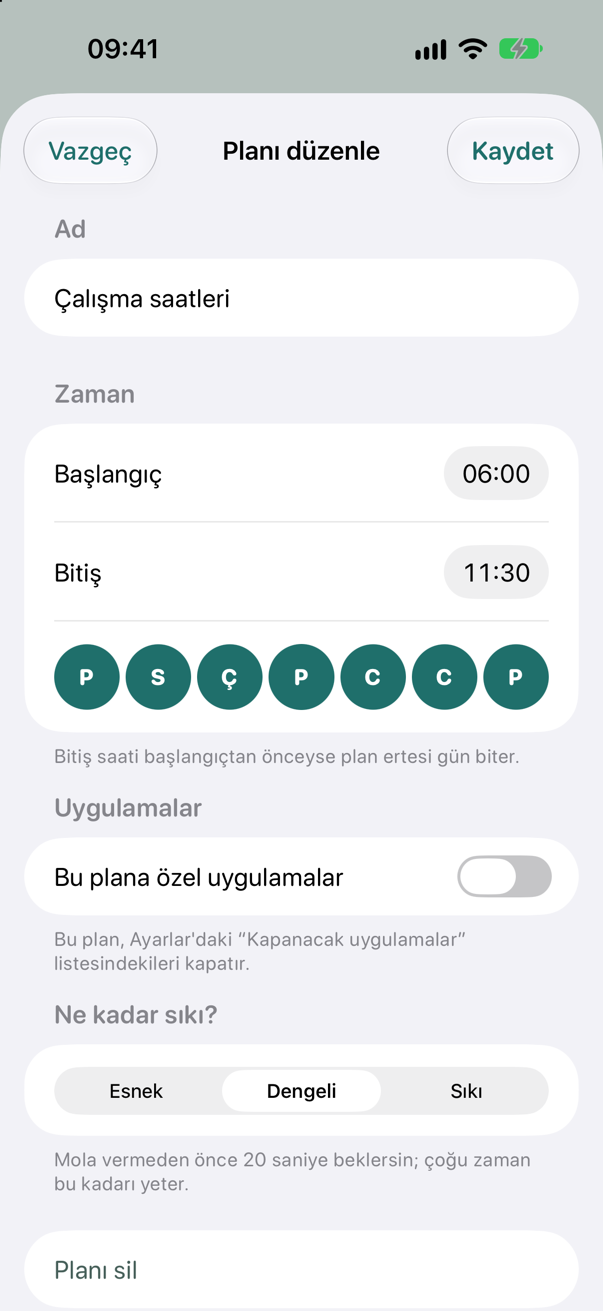 09:41
Vazgeç
Planı düzenle
Kaydet
Ad
Çalışma saatleri
Zaman
Başlangıç
06:00
Bitiş
11:30
P S Ç P C C P
Bitiş saati başlangıçtan önceyse plan ertesi gün biter.
Uygulamalar
Bu plana özel uygulamalar
Bu plan, Ayarlar'daki “Kapanacak uygulamalar”
listesindekileri kapatır.
Ne kadar sıkı?
Esnek
Dengeli
Sıkı
Mola vermeden önce 20 saniye beklersin; çoğu zaman
bu kadarı yeter.
Planı sil